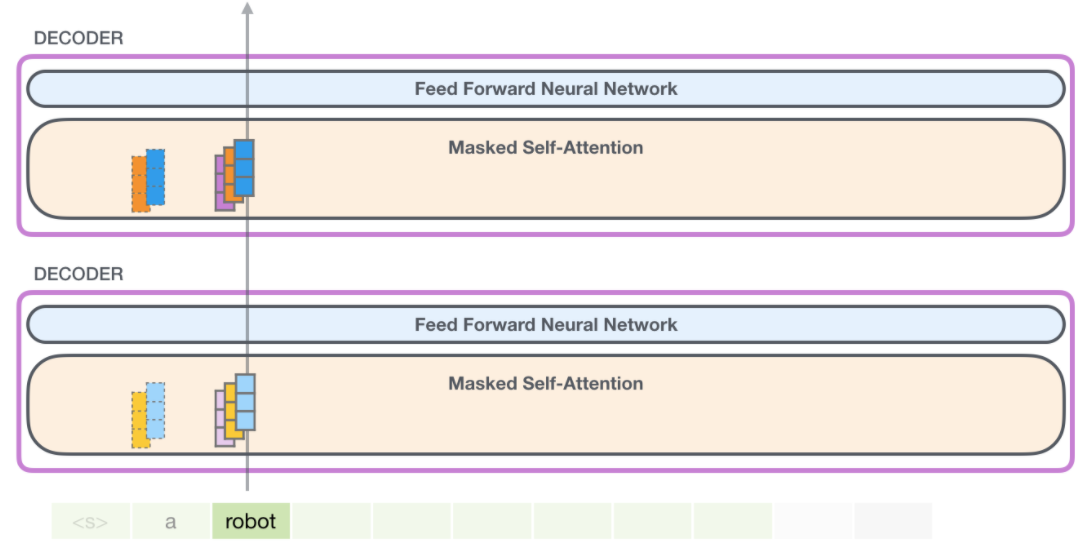 DECODER
Feed Forward Neural Network
Masked Self-Attention
DECODER
Feed Forward Neural Network
Masked Self-Attention
<s> a robot